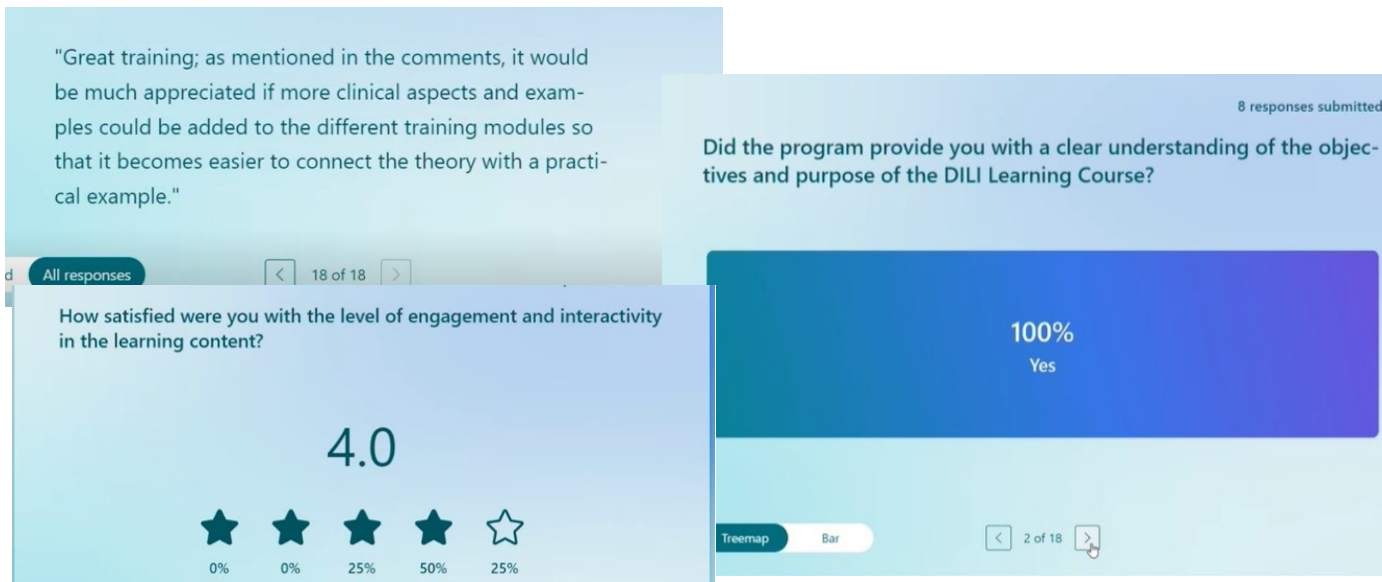 "Great training; as mentioned in the comments, it would
be much appreciated if more clinical aspects and exam-
ples could be added to the different training modules so
that it becomes easier to connect the theory with a practi-
cal example."
d All responses < 18 of 18 >
How satisfied were you with the level of engagement and interactivity
in the learning content?
4.0
0% 0% 25% 50% 25%
8 responses submitted
Did the program provide you with a clear understanding of the objec-
tives and purpose of the DILI Learning Course?
100%
Yes
Treemap Bar < 2 of 18 >